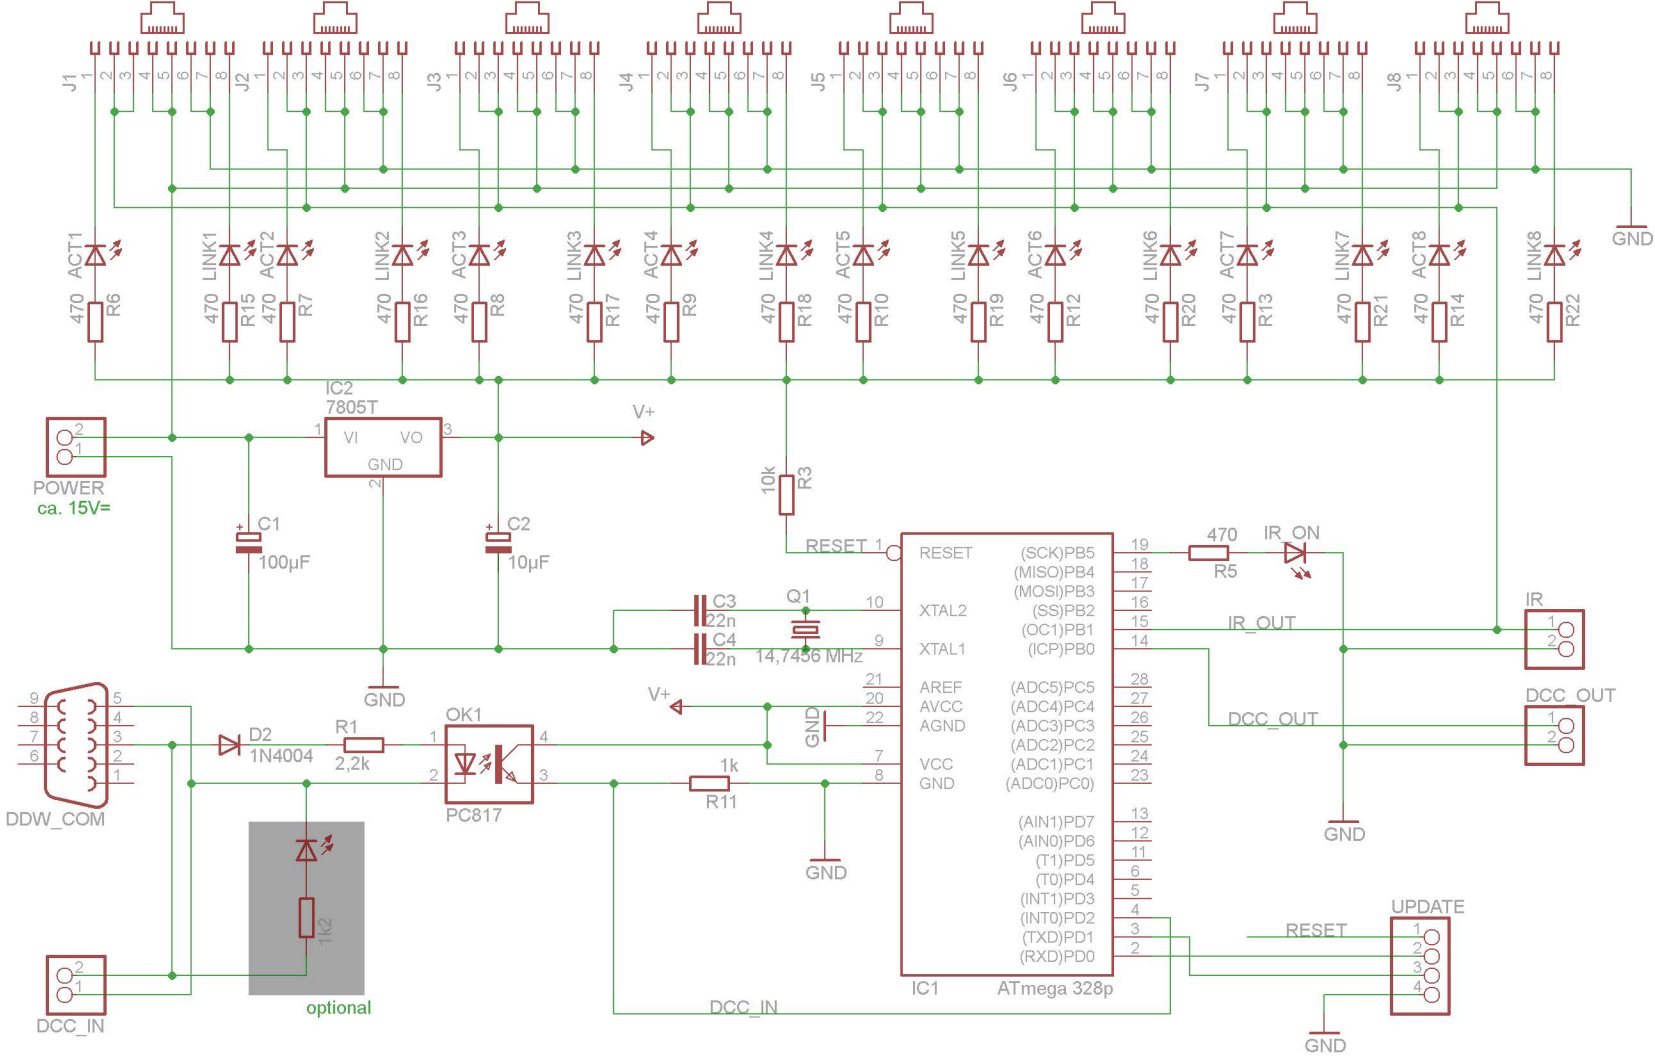 J1 1 2 3 4 5 6 7 8 J2 1 2 3 4 5 6 7 8 J3 1 2 3 4 5 6 7 8 J4 1 2 3 4 5 6 7 8 J5 1 2 3 4 5 6 7 8 J6 1 2 3 4 5 6 7 8 J7 1 2 3 4 5 6 7 8 J8 1 2 3 4 5 6 7 8
GND
ACT1 LINK1 ACT2 LINK2 ACT3 LINK3 ACT4 LINK4 ACT5 LINK5 ACT6 LINK6 ACT7 LINK7 ACT8 LINK8
470 R6 470 R15 470 R7 470 R16 470 R8 470 R17 470 R9 470 R18 470 R10 470 R19 470 R12 470 R20 470 R13 470 R21 470 R14 470 R22
IC2
7805T
V+
2 1 VI VO 3
1
GND
2
POWER
ca. 15V=
10k R3
+ C1
100µF
+ C2
10µF
RESET 1 RESET
(SCK)PB5 19
470 IR_ON
R5
(MISO)PB4 18
(MOSI)PB3 17
C3
22n
Q1
10 XTAL2
(SS)PB2 16
IR
(OC1)PB1 15 IR_OUT 1
C4
22n
14,7456 MHz
9 XTAL1
(ICP)PB0 14 2
GND
21 AREF (ADC5)PC5 28
V+
20 AVCC (ADC4)PC4 27
DCC_OUT
GND 22 AGND (ADC3)PC3 26 DCC_OUT 1
(ADC2)PC2 25 2
7 VCC (ADC1)PC1 24
8 GND (ADC0)PC0) 23
9 5
8 4
7 3
6 2
1
DDW_COM
D2
1N4004
R1
2,2k
OK1
1 4
2 3
PC817
1k
R11
GND
GND
(AIN1)PD7 13
(AIN0)PD6 12
(T1)PD5 11
(T0)PD4 6
(INT1)PD3 5
(INT0)PD2 4
(TXD)PD1 3
(RXD)PD0 2
UPDATE
RESET 1
2
3
4
GND
1k2
optional
2
1
DCC_IN
DCC_IN
IC1 ATmega 328p